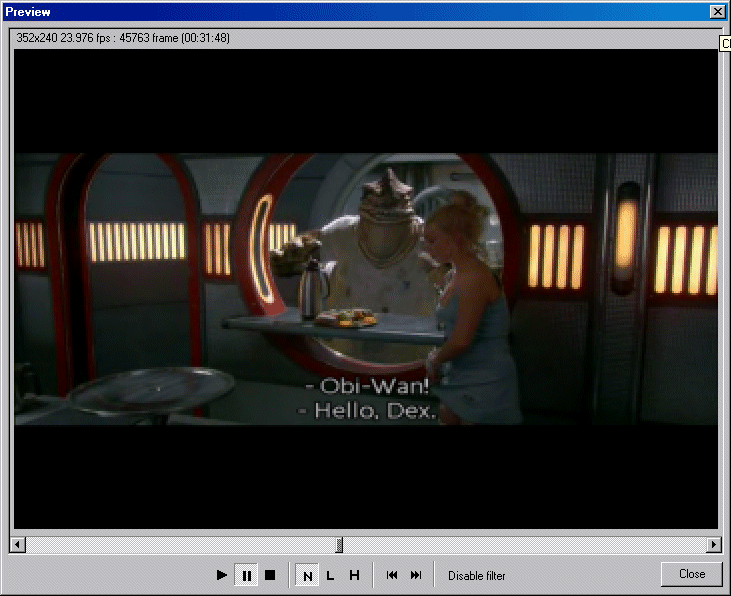 Preview
352x240 23.976 fps : 45763 frame (00:31:48)
- Obi-Wan!
- Hello, Dex.
N L H
Disable filter
Close